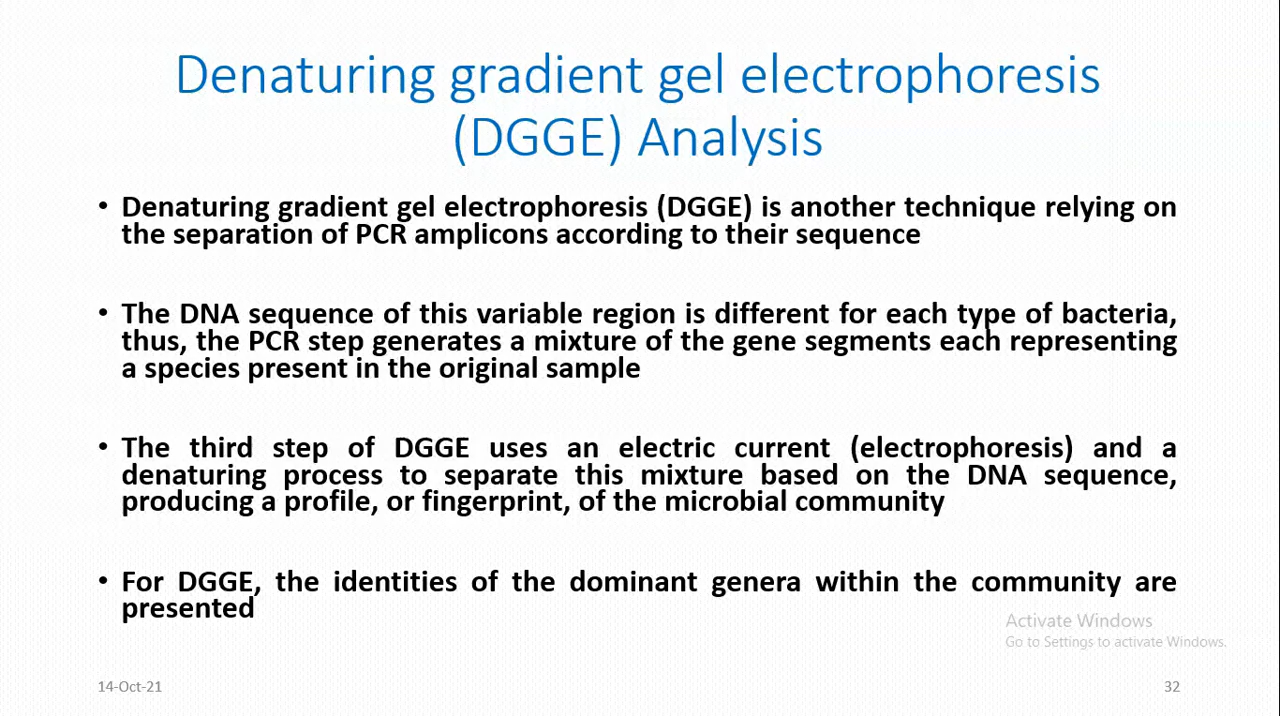 Denaturing gradient gel electrophoresis
(DGGE) Analysis
• Denaturing gradient gel electrophoresis (DGGE) is another technique relying on
the separation of PCR amplicons according to their sequence
• The DNA sequence of this variable region is different for each type of bacteria,
thus, the PCR step generates a mixture of the gene segments each representing
a species present in the original sample
• The third step of DGGE uses an electric current (electrophoresis) and a
denaturing process to separate this mixture based on the DNA sequence,
producing a profile, or fingerprint, of the microbial community
• For DGGE, the identities of the dominant genera within the community are
presented
Activate Windows
Go to Settings to activate Windows.
14-Oct-21
32